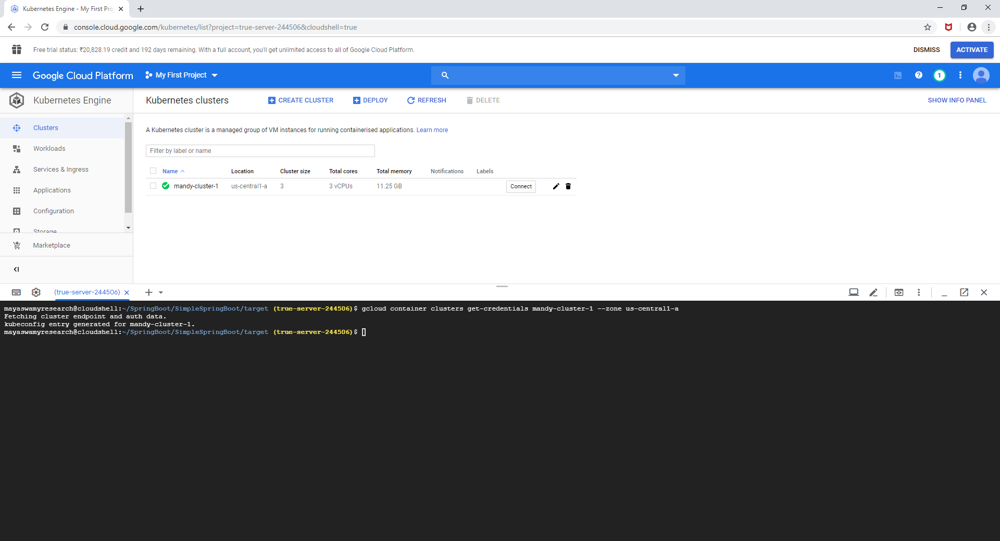 Kubernetes Engine - My First Pro
console.cloud.google.com/kubernetes/list?project=true-server-244506&cloudshell=true
Free trial status: ₹20,828.19 credit and 192 days remaining. With a full account, you'll get unlimited access to all of Google Cloud Platform.
DISMISS
ACTIVATE
Google Cloud Platform
My First Project
1
Kubernetes Engine
Kubernetes clusters
CREATE CLUSTER
DEPLOY
REFRESH
DELETE
SHOW INFO PANEL
Clusters
Workloads
Services & Ingress
Applications
Configuration
Storage
Marketplace
A Kubernetes cluster is a managed group of VM instances for running containerised applications. Learn more
Filter by label or name
Name Location Cluster size Total cores Total memory Notifications Labels
mandy-cluster-1 us-central1-a 3 3 vCPUs 11.25 GB Connect
(true-server-244506)
mayaswamyresearch@cloudshell:~/SpringBoot/SimpleSpringBoot/target (true-server-244506)$ gcloud container clusters get-credentials mandy-cluster-1 --zone us-central1-a
Fetching cluster endpoint and auth data.
kubeconfig entry generated for mandy-cluster-1.
mayaswamyresearch@cloudshell:~/SpringBoot/SimpleSpringBoot/target (true-server-244506)$